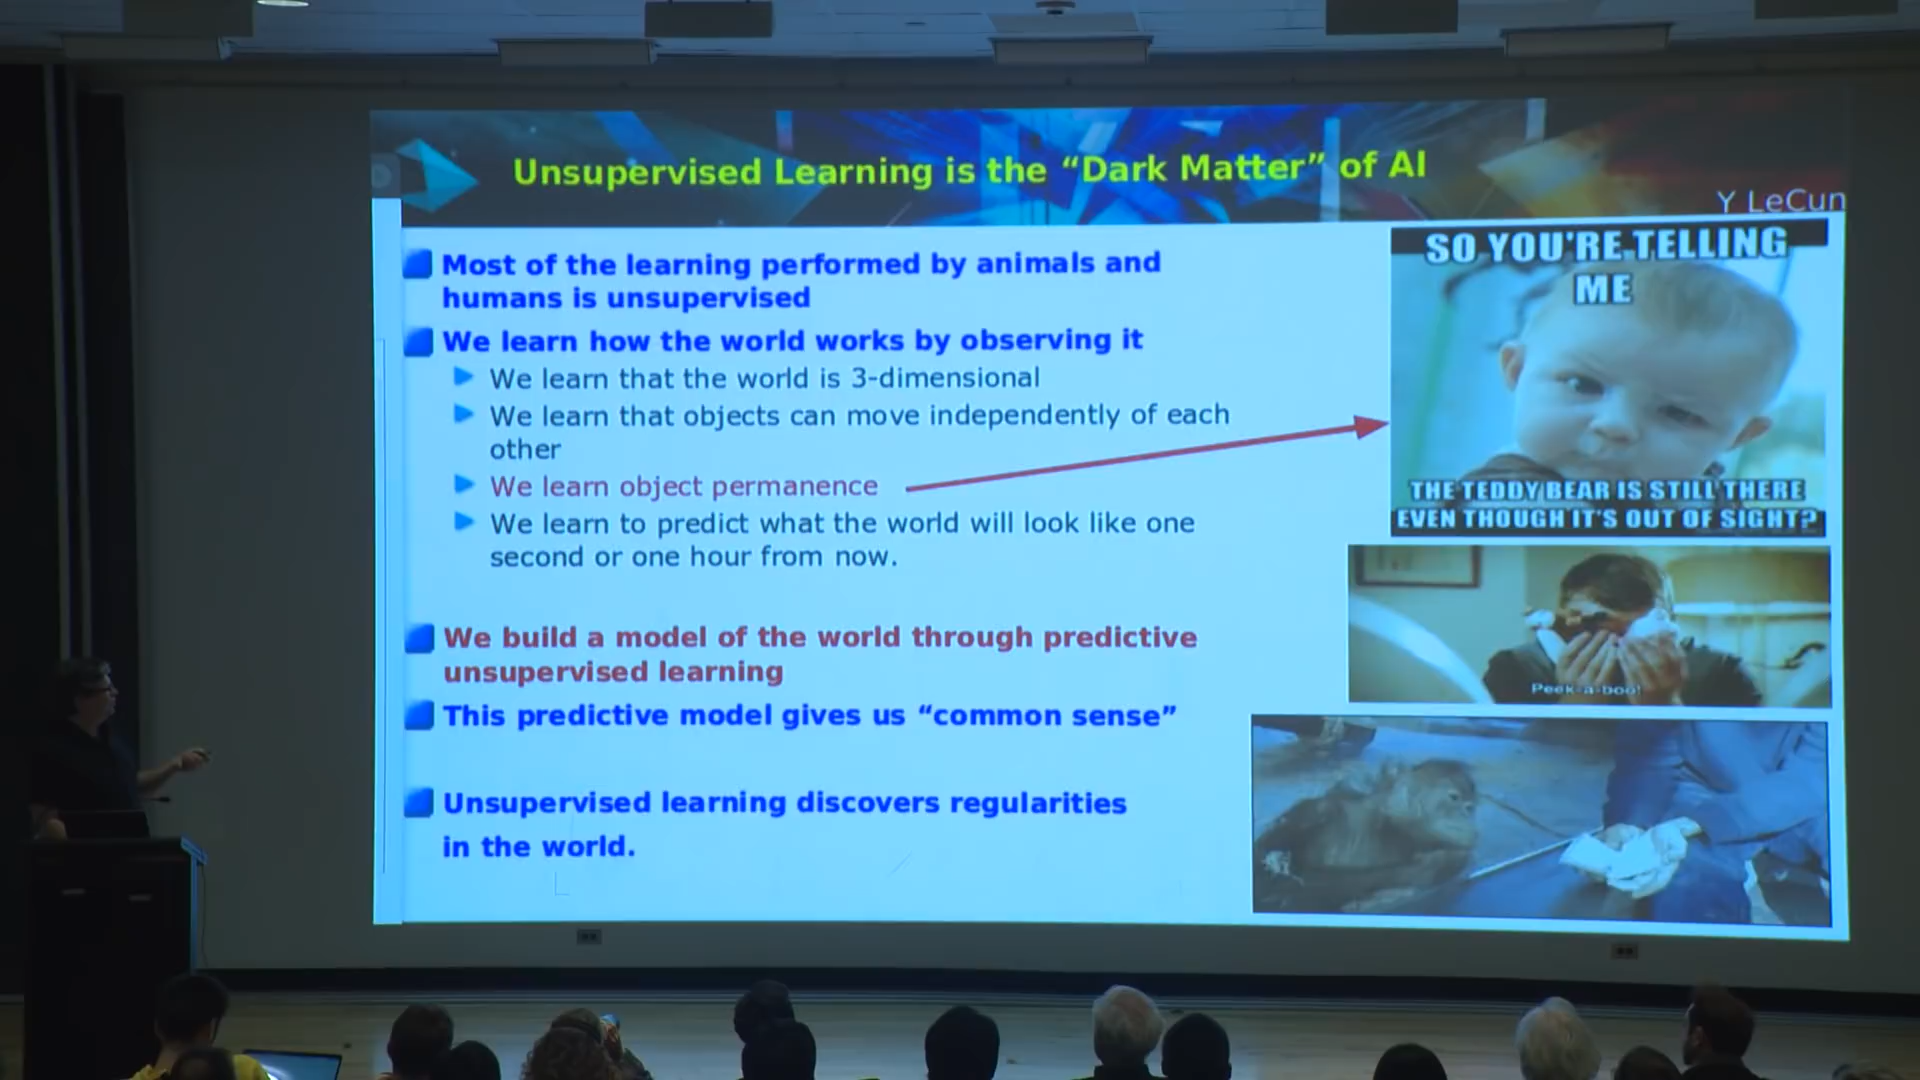 Unsupervised Learning is the “Dark Matter” of AI
Y LeCun
Most of the learning performed by animals and
humans is unsupervised
We learn how the world works by observing it
We learn that the world is 3-dimensional
We learn that objects can move independently of each
other
We learn object permanence
We learn to predict what the world will look like one
second or one hour from now.
We build a model of the world through predictive
unsupervised learning
This predictive model gives us “common sense”
Unsupervised learning discovers regularities
in the world.
SO YOU'RE TELLING
ME
THE TEDDY BEAR IS STILL THERE
EVEN THOUGH IT'S OUT OF SIGHT?
Peek-a-boo!